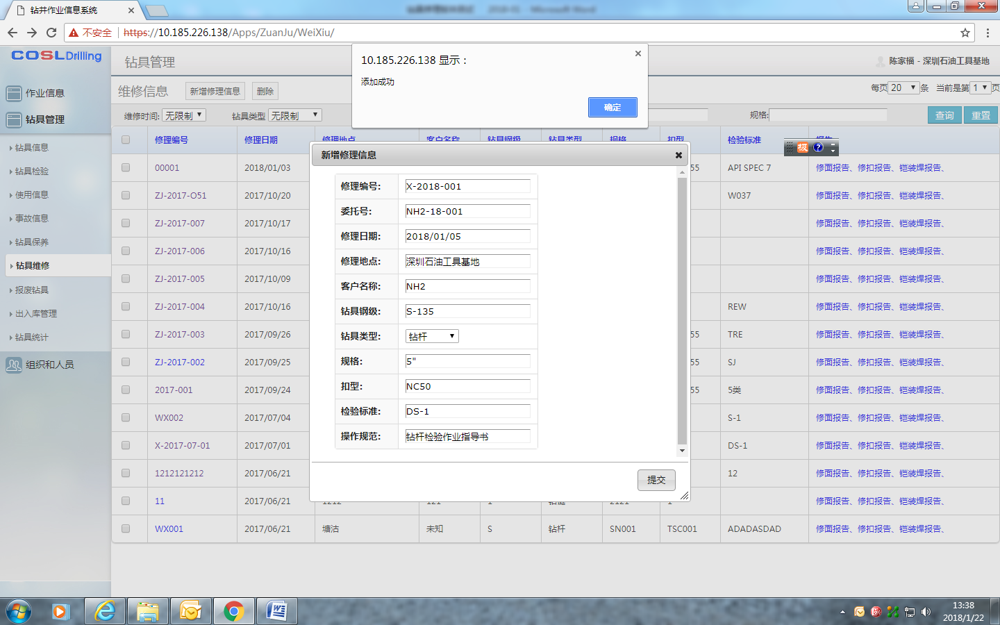 钻井作业信息系统
不安全 https://10.185.226.138/Apps/ZuanJu/WeiXiu/
COSLDrilling
钻具管理
陈家福 - 深圳石油工具基地
作业信息
钻具管理
钻具信息
钻具检验
使用信息
事故信息
钻具保养
钻具维修
报废钻具
出入库管理
钻具统计
组织和人员
10.185.226.138 显示：
添加成功
确定
维修信息 新增修理信息 删除
每页 20 条 当前是第 1 页
维修时间: 无限制 钻具类型 无限制 规格: 查询 重置
修理编号 修理日期 修理地点 客户名称 钻具钢级 钻具类型 规格 扣型 检验标准 报告
00001 2018/01/03 55 API SPEC 7 修面报告、修扣报告、铠装焊报告、
ZJ-2017-O51 2017/10/20 W037 修面报告、修扣报告、铠装焊报告、
ZJ-2017-007 2017/10/17 修面报告、修扣报告、铠装焊报告、
ZJ-2017-006 2017/10/16 修面报告、修扣报告、铠装焊报告、
ZJ-2017-005 2017/10/09 修面报告、修扣报告、铠装焊报告、
ZJ-2017-004 2017/10/16 REW 修面报告、修扣报告、铠装焊报告、
ZJ-2017-003 2017/09/26 55 TRE 修面报告、修扣报告、铠装焊报告、
ZJ-2017-002 2017/09/25 55 SJ 修面报告、修扣报告、铠装焊报告、
2017-001 2017/09/24 55 5类 修面报告、修扣报告、铠装焊报告、
WX002 2017/07/04 S-1 修面报告、修扣报告、铠装焊报告、
X-2017-07-01 2017/07/01 DS-1 修面报告、修扣报告、铠装焊报告、
1212121212 2017/06/21 12 修面报告、修扣报告、铠装焊报告、
11 2017/06/21 1212 121 1 钻铤 2121 1 修面报告、修扣报告、铠装焊报告、
WX001 2017/06/21 塘沽 未知 S 钻杆 SN001 TSC001 ADADASDAD 修面报告、修扣报告、铠装焊报告、
新增修理信息
修理编号: X-2018-001
委托号: NH2-18-001
修理日期: 2018/01/05
修理地点: 深圳石油工具基地
客户名称: NH2
钻具钢级: S-135
钻具类型: 钻杆
规格: 5"
扣型: NC50
检验标准: DS-1
操作规范: 钻杆检验作业指导书
提交
极
13:38
2018/1/22